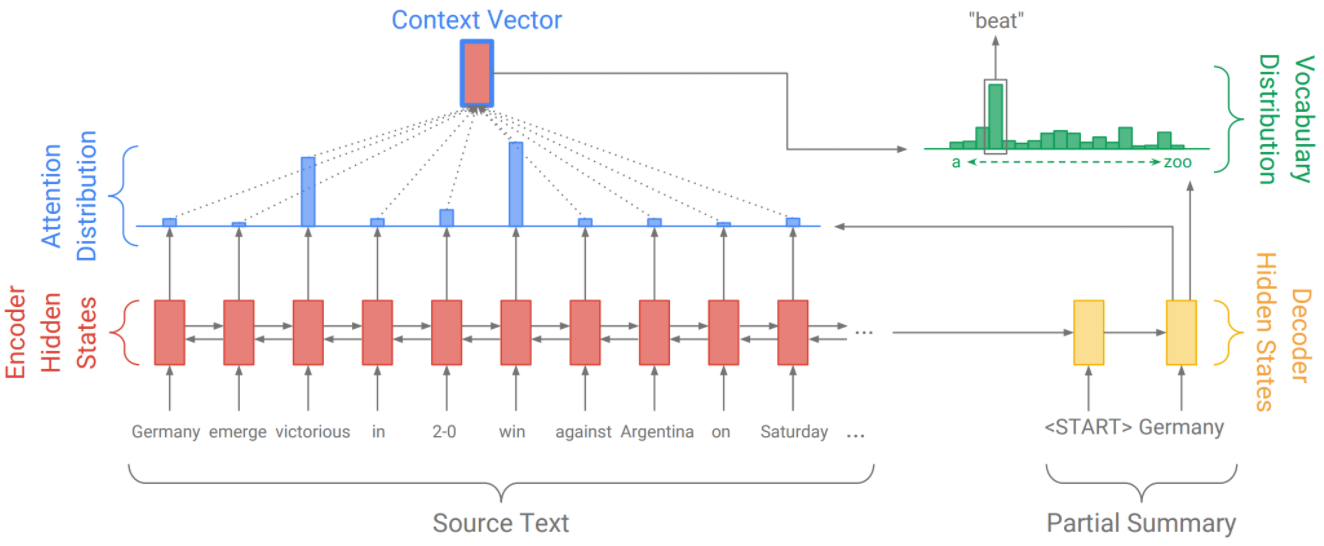 Context Vector
"beat"
Attention
Distribution
a
zoo
Vocabulary
Distribution
Encoder
Hidden
States
...
Decoder
Hidden States
Germany emerge victorious in 2-0 win against Argentina on Saturday ...
<START> Germany
Source Text
Partial Summary